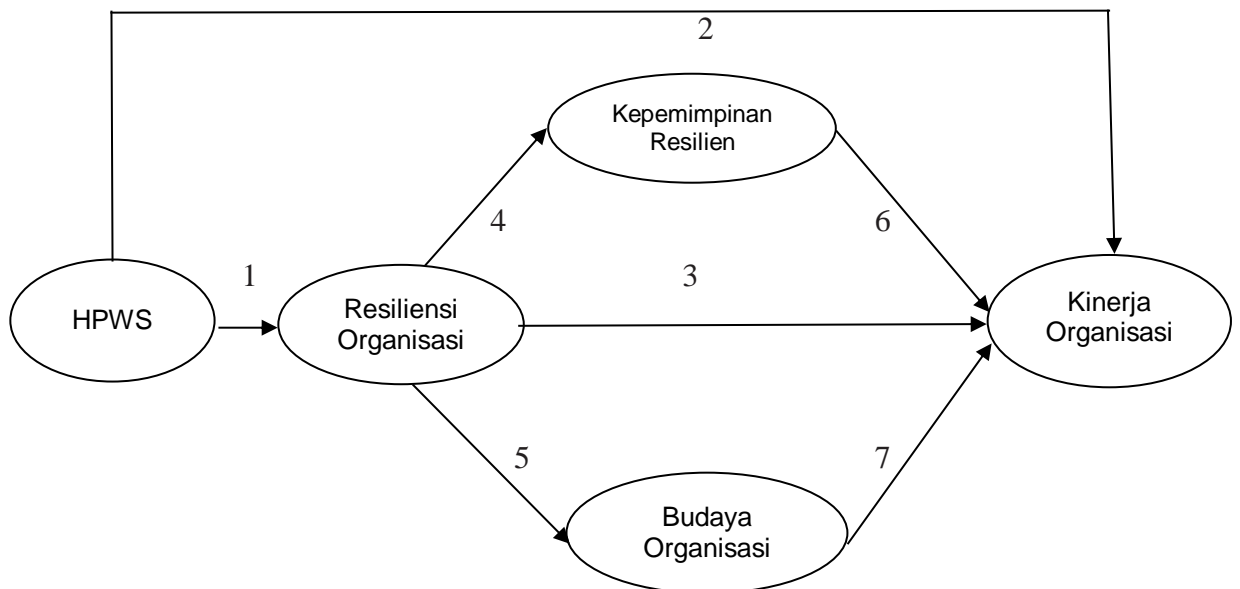 2
Kepemimpinan
Resilien
4
6
1
3
HPWS
Resiliensi
Organisasi
Kinerja
Organisasi
5
7
Budaya
Organisasi